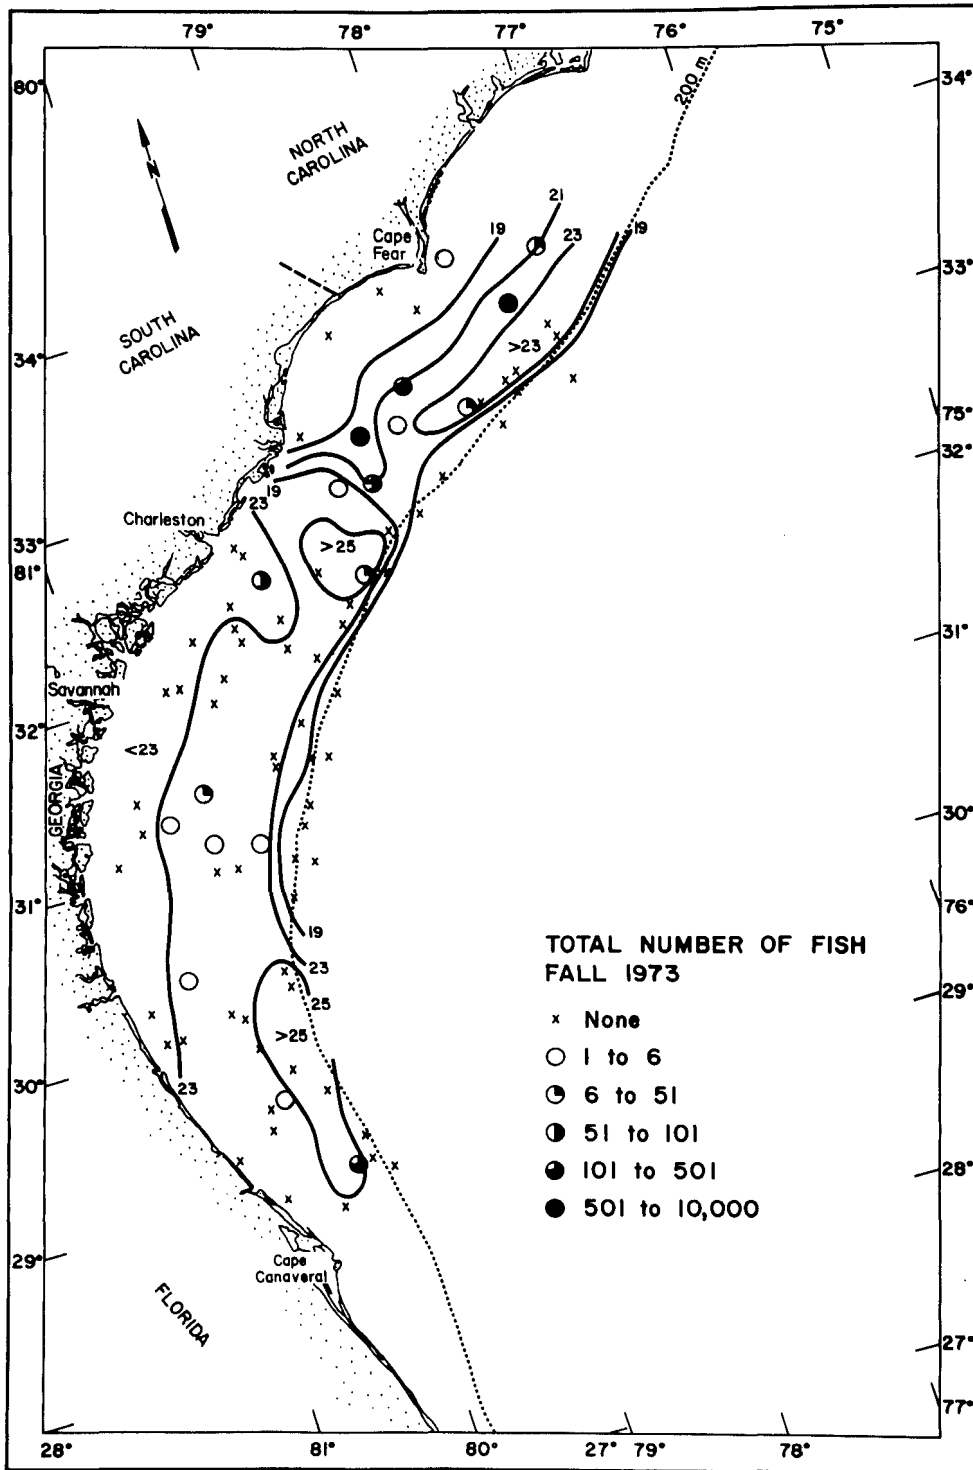 79° 78° 77° 76° 75°
80°
34°
200 m
NORTH
CAROLINA
21
19
23
19
Cape
Fear
33°
SOUTH
CAROLINA
34°
>23
75°
32°
19
23
Charleston
33°
81°
>25
31°
Savannah
32°
<23
GEORGIA
30°
31°
76°
19
23
25
29°
>25
30°
23
28°
29°
Cape
Canaveral
FLORIDA
27°
77°
28° 81° 80° 27° 79° 78°
TOTAL NUMBER OF FISH
FALL 1973
x None
1 to 6
6 to 51
51 to 101
101 to 501
501 to 10,000